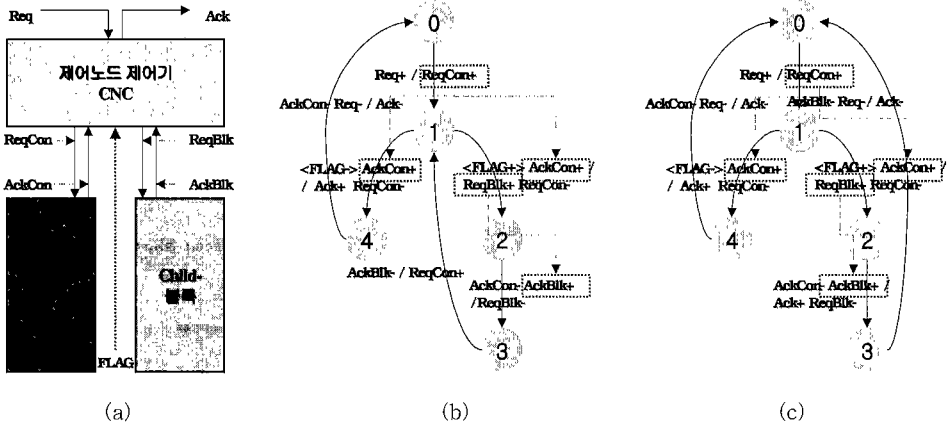 Req
Ack
제어노드 제어기
CNC
ReqCon
ReqBlk
AckCon
AckBlk
Child-
블록
FLAG
(a)
0
Req+ / ReqCon+
AckCon- Req- / Ack-
1
<FLAG-> AckCon+
/ Ack+ ReqCon-
<FLAG+> AckCon+ /
ReqBlk+ ReqCon-
4
2
AckBlk- / ReqCon+
AckCon- AckBlk+
/ReqBlk-
3
(b)
0
Req+ / ReqCon+
AckCon- Req- / Ack-
AckBlk- Req-/ Ack-
1
<FLAG-> AckCon+
/ Ack+ ReqCon-
<FLAG+> AckCon+ /
ReqBlk+ ReqCon-
4
2
AckCon- AckBlk+ /
Ack+ ReqBlk-
3
(c)